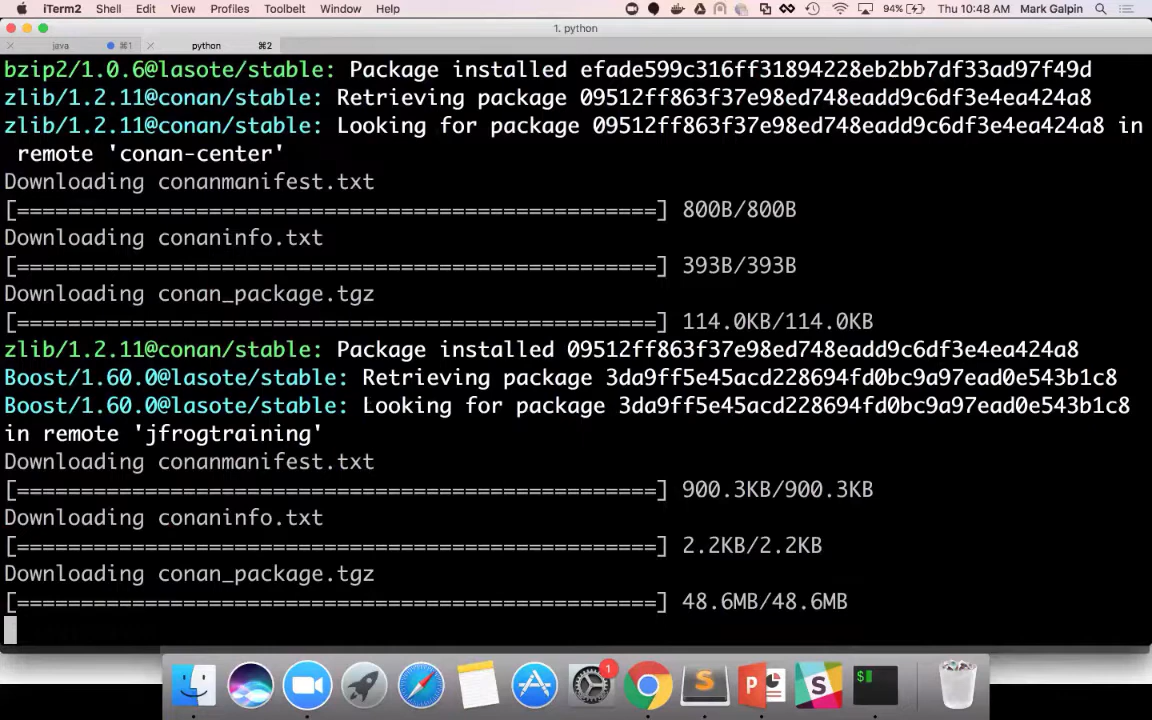 iTerm2 Shell Edit View Profiles Toolbelt Window Help 94% Thu 10:48 AM Mark Galpin
1. python
java ⌘1 python ⌘2
bzip2/1.0.6@lasote/stable: Package installed efade599c316ff31894228eb2bb7df33ad97f49d
zlib/1.2.11@conan/stable: Retrieving package 09512ff863f37e98ed748eadd9c6df3e4ea424a8
zlib/1.2.11@conan/stable: Looking for package 09512ff863f37e98ed748eadd9c6df3e4ea424a8 in
remote 'conan-center'
Downloading conanmanifest.txt
[==================================================] 800B/800B
Downloading conaninfo.txt
[==================================================] 393B/393B
Downloading conan_package.tgz
[==================================================] 114.0KB/114.0KB
zlib/1.2.11@conan/stable: Package installed 09512ff863f37e98ed748eadd9c6df3e4ea424a8
Boost/1.60.0@lasote/stable: Retrieving package 3da9ff5e45acd228694fd0bc9a97ead0e543b1c8
Boost/1.60.0@lasote/stable: Looking for package 3da9ff5e45acd228694fd0bc9a97ead0e543b1c8
in remote 'jfrogtraining'
Downloading conanmanifest.txt
[==================================================] 900.3KB/900.3KB
Downloading conaninfo.txt
[==================================================] 2.2KB/2.2KB
Downloading conan_package.tgz
[==================================================] 48.6MB/48.6MB
1
S P S $